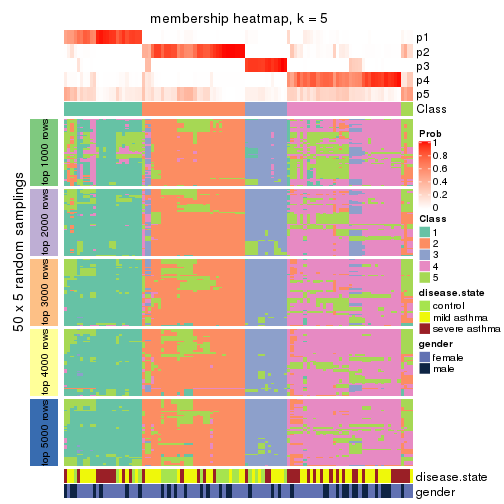 membership heatmap, k = 5
p1
p2
p3
p4
p5
Class
50 x 5 random samplings
top 1000 rows
top 2000 rows
top 3000 rows
top 4000 rows
top 5000 rows
Prob
1
0.8
0.6
0.4
0.2
0
Class
1
2
3
4
5
disease.state
control
mild asthma
severe asthma
gender
female
male
disease.state
gender